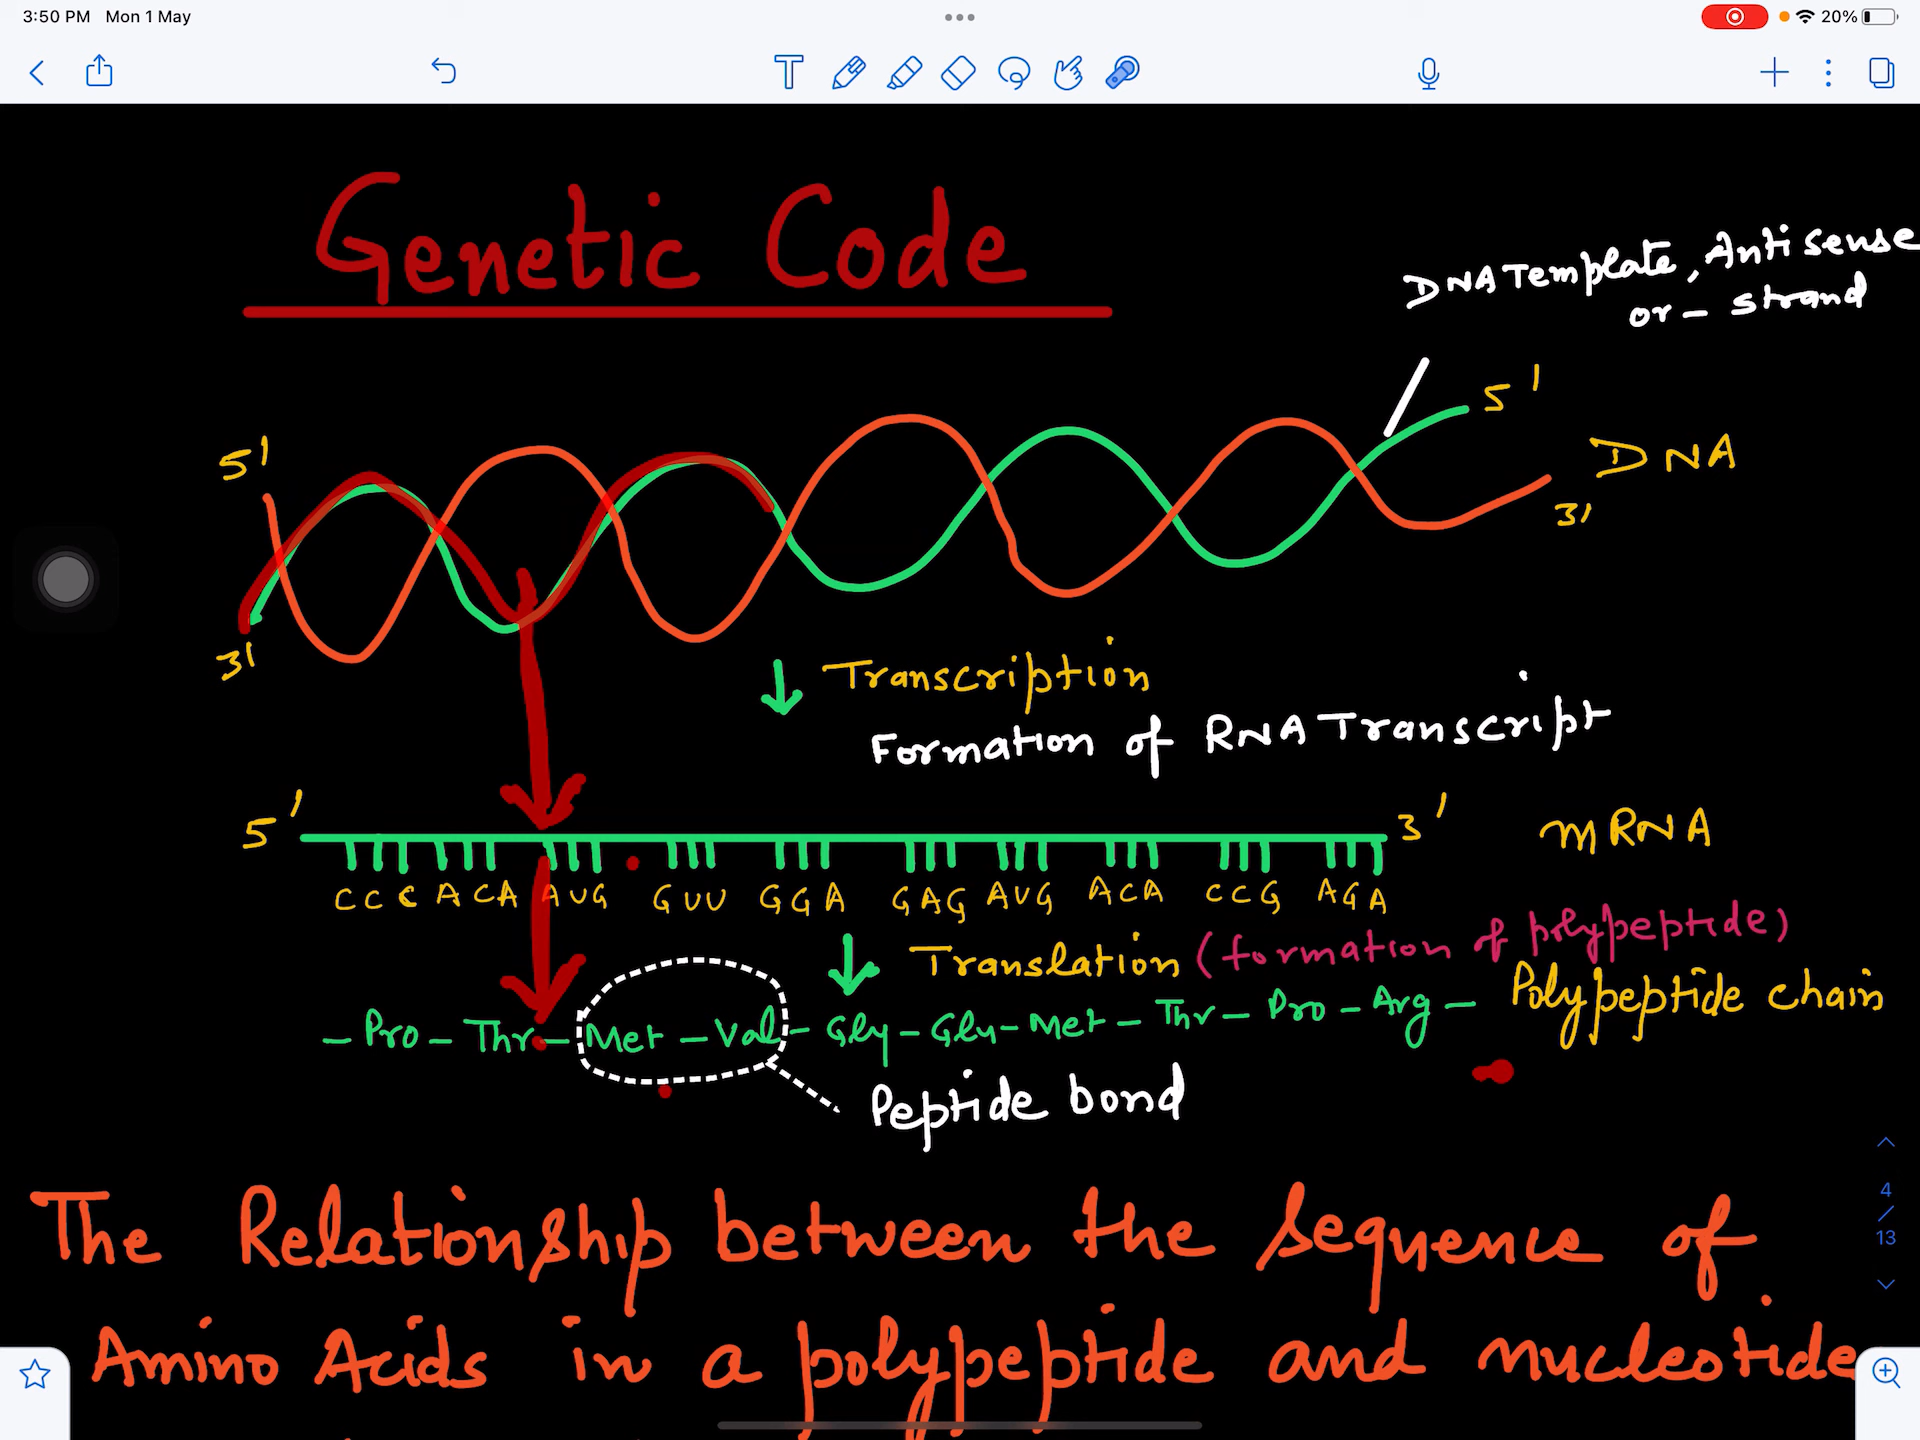 3:50 PM Mon 1 May
20%
T
Genetic Code
DNA Template, Antisense
or - strand
5'
5'
DNA
3'
3'
Transcription
Formation of RNA Transcript
5'
3'
mRNA
CCC ACA AUG GUU GGA GAG AUG ACA CCG AGA
Translation (formation of polypeptide)
- Pro - Thr - Met - Val - Gly - Glu - Met - Thr - Pro - Arg - Polypeptide chain
Peptide bond
4
/
13
The Relationship between the sequence of
Amino Acids in a polypeptide and nucleotide